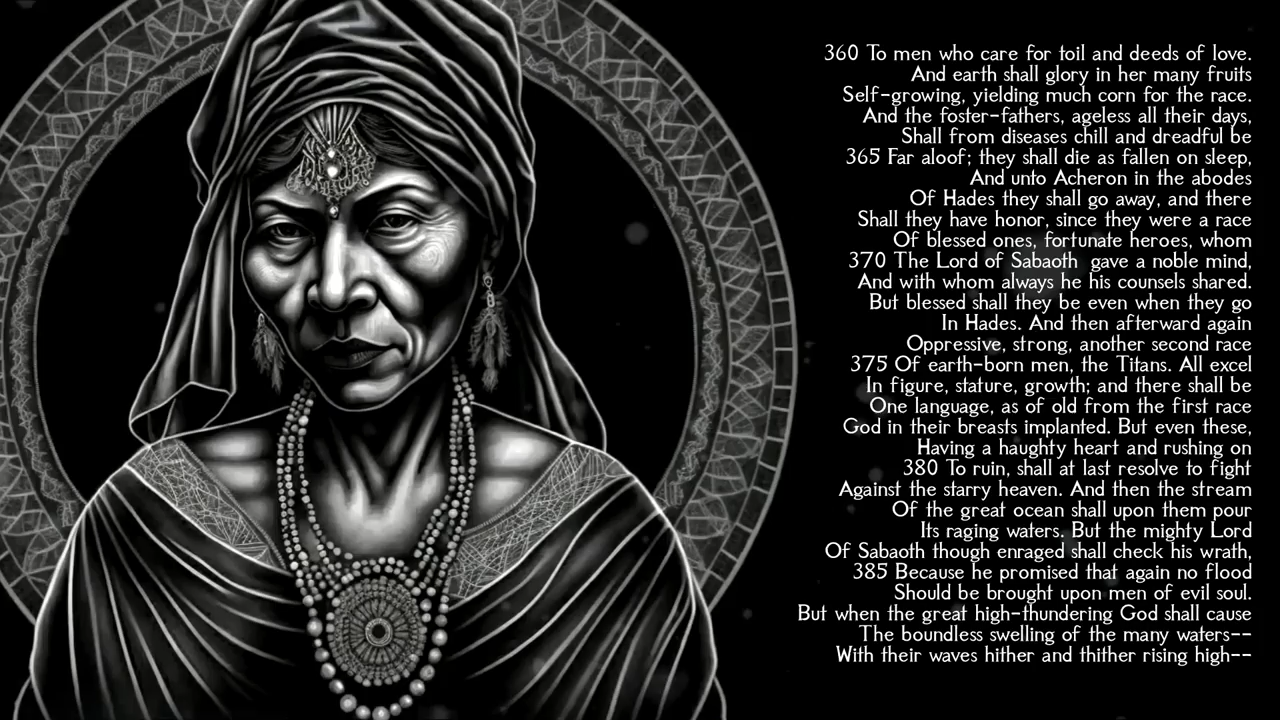 360 To men who care for toil and deeds of love.
And earth shall glory in her many fruits
Self-growing, yielding much corn for the race.
And the foster-fathers, ageless all their days,
Shall from diseases chill and dreadful be
365 Far aloof; they shall die as fallen on sleep,
And unto Acheron in the abodes
Of Hades they shall go away, and there
Shall they have honor, since they were a race
Of blessed ones, fortunate heroes, whom
370 The Lord of Sabaoth gave a noble mind,
And with whom always he his counsels shared.
But blessed shall they be even when they go
In Hades. And then afterward again
Oppressive, strong, another second race
375 Of earth-born men, the Titans. All excel
In figure, stature, growth; and there shall be
One language, as of old from the first race
God in their breasts implanted. But even these,
Having a haughty heart and rushing on
380 To ruin, shall at last resolve to fight
Against the starry heaven. And then the stream
Of the great ocean shall upon them pour
Its raging waters. But the mighty Lord
Of Sabaoth though enraged shall check his wrath,
385 Because he promised that again no flood
Should be brought upon men of evil soul.
But when the great high-thundering God shall cause
The boundless swelling of the many waters--
With their waves hither and thither rising high--